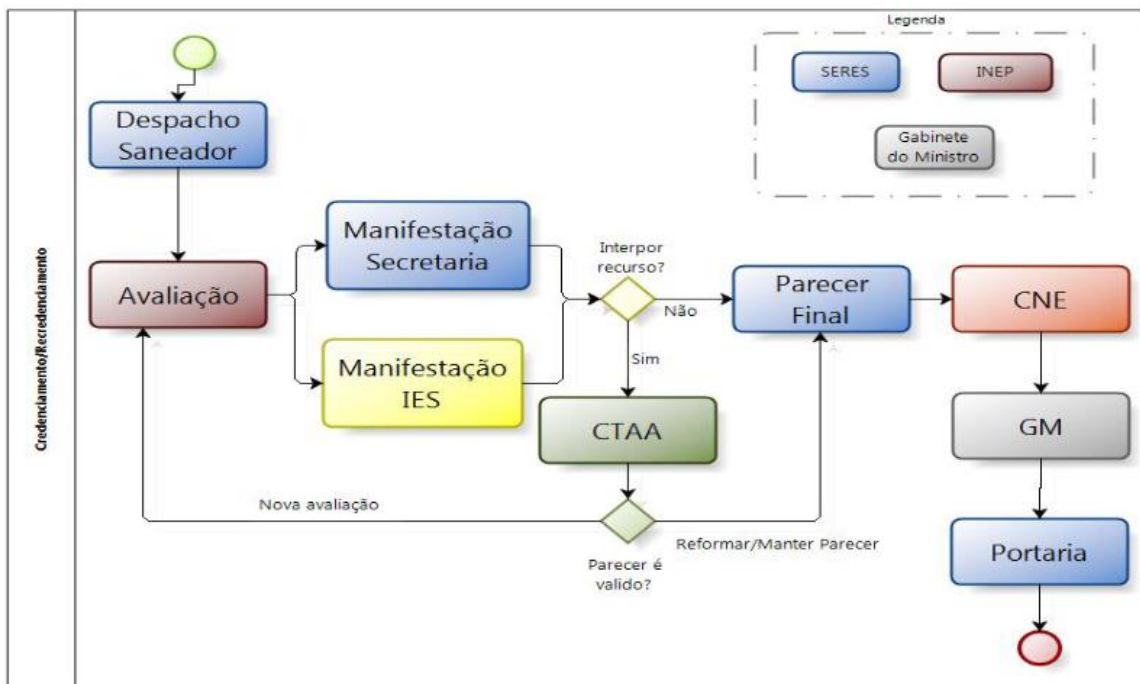 Credenciamento/Recredenciamento
Legenda
SERES
INEP
Gabinete
do Ministro
Despacho
Saneador
Avaliação
Manifestação
Secretaria
Manifestação
IES
Interpor
recurso?
Não
Sim
Parecer
Final
CNE
CTAA
GM
Nova avaliação
Reformar/Manter Parecer
Parecer é
valido?
Portaria